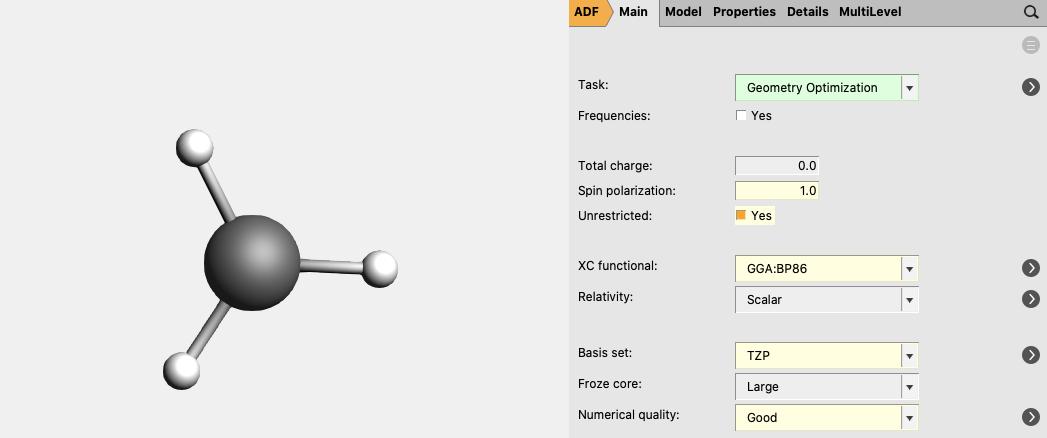 ADF Main Model Properties Details MultiLevel
Task: Geometry Optimization
Frequencies: Yes
Total charge: 0.0
Spin polarization: 1.0
Unrestricted: Yes
XC functional: GGA:BP86
Relativity: Scalar
Basis set: TZP
Froze core: Large
Numerical quality: Good